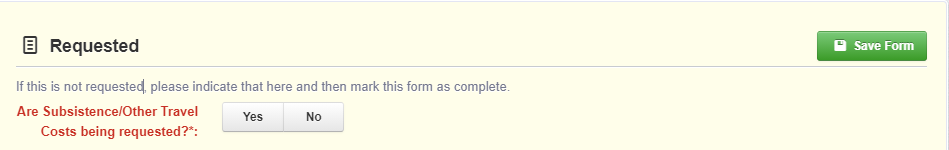 Requested
Save Form
If this is not requested, please indicate that here and then mark this form as complete.
Are Subsistence/Other Travel
Costs being requested?*:
Yes
No